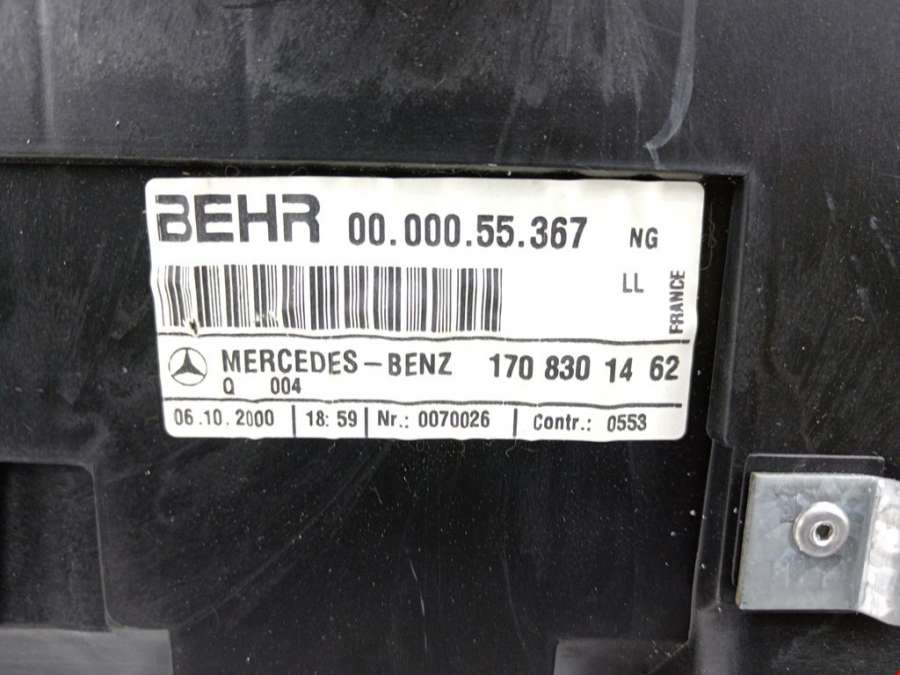 BEHR 00.000.55.367 NG
LL
FRANCE
MERCEDES-BENZ 170 830 14 62
Q 004
06.10.2000 18:59 Nr.: 0070026 Contr.: 0553